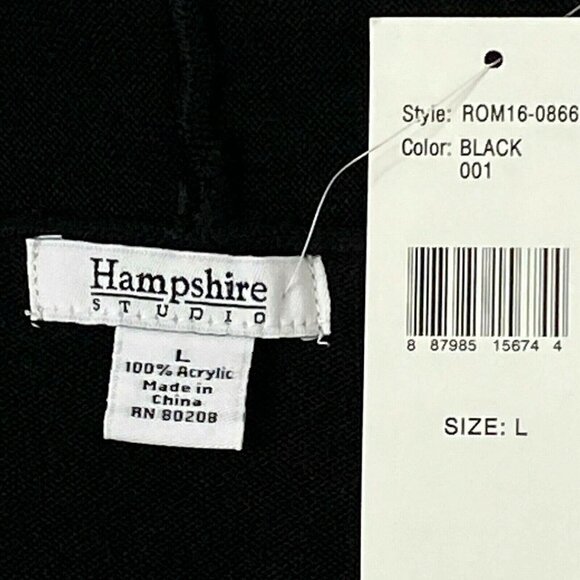 Hampshire
STUDIO
L
100% Acrylic
Made in
China
RN 80208
Style: ROM16-0866
Color: BLACK
001
8 87985 15674 4
SIZE: L